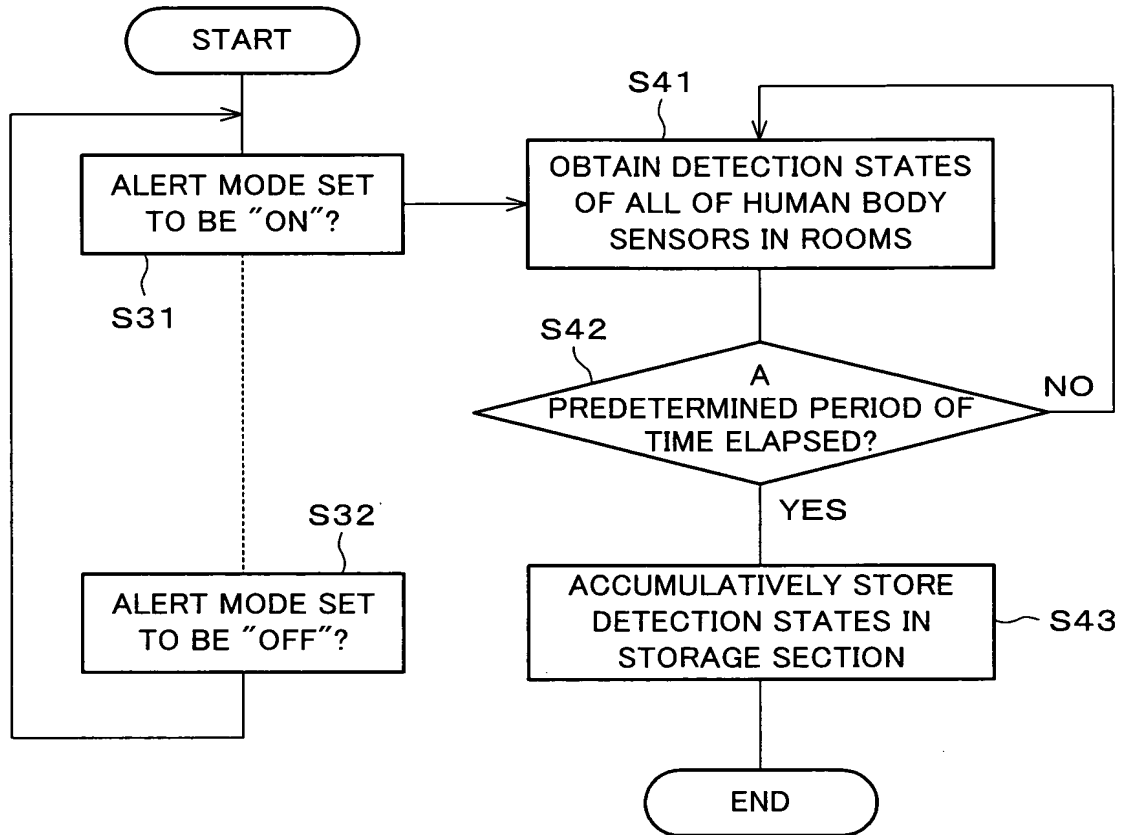 START
ALERT MODE SET
TO BE "ON"?
S31
S32
ALERT MODE SET
TO BE "OFF"?
S41
OBTAIN DETECTION STATES
OF ALL OF HUMAN BODY
SENSORS IN ROOMS
S42
A
PREDETERMINED PERIOD OF
TIME ELAPSED?
NO
YES
ACCUMULATIVELY STORE
DETECTION STATES IN
STORAGE SECTION
S43
END